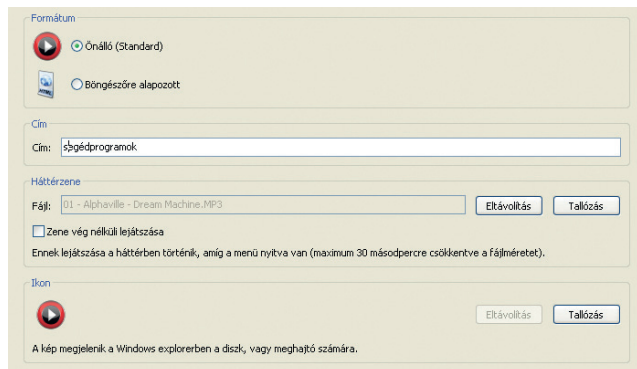 Formátum
Önálló (Standard)
HTML
Böngészőre alapozott
Cím
Cím: segédprogramok
Háttérzene
Fájl: 01 - Alphaville - Dream Machine.MP3 Eltávolítás Tallózás
Zene vég nélküli lejátszása
Ennek lejátszása a háttérben történik, amíg a menü nyitva van (maximum 30 másodpercre csökkentve a fájlméretet).
Ikon
Eltávolítás Tallózás
A kép megjelenik a Windows explorerben a diszk, vagy meghajtó számára.